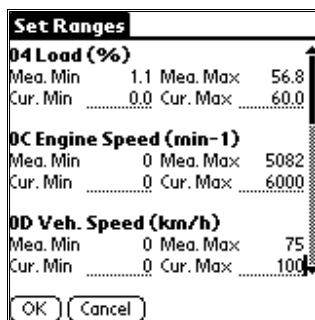 Set Ranges
04 Load (%)
Mea. Min 1.1 Mea. Max 56.8
Cur. Min 0.0 Cur. Max 60.0
0C Engine Speed (min-1)
Mea. Min 0 Mea. Max 5082
Cur. Min 0 Cur. Max 6000
0D Veh. Speed (km/h)
Mea. Min 0 Mea. Max 75
Cur. Min 0 Cur. Max 100
OK Cancel